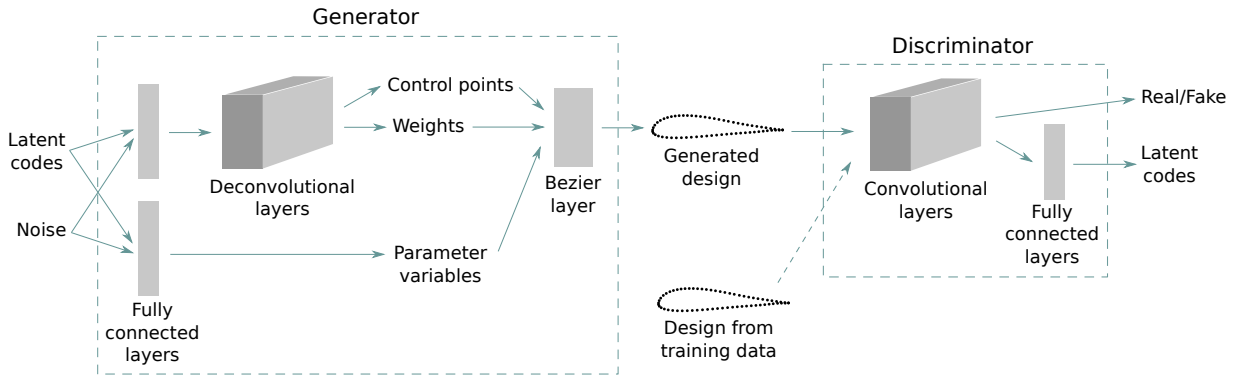 Generator
Latent
codes
Noise
Deconvolutional
layers
Control points
Weights
Parameter
variables
Bezier
layer
Fully
connected
layers
Generated
design
Design from
training data
Discriminator
Convolutional
layers
Fully
connected
layers
Real/Fake
Latent
codes